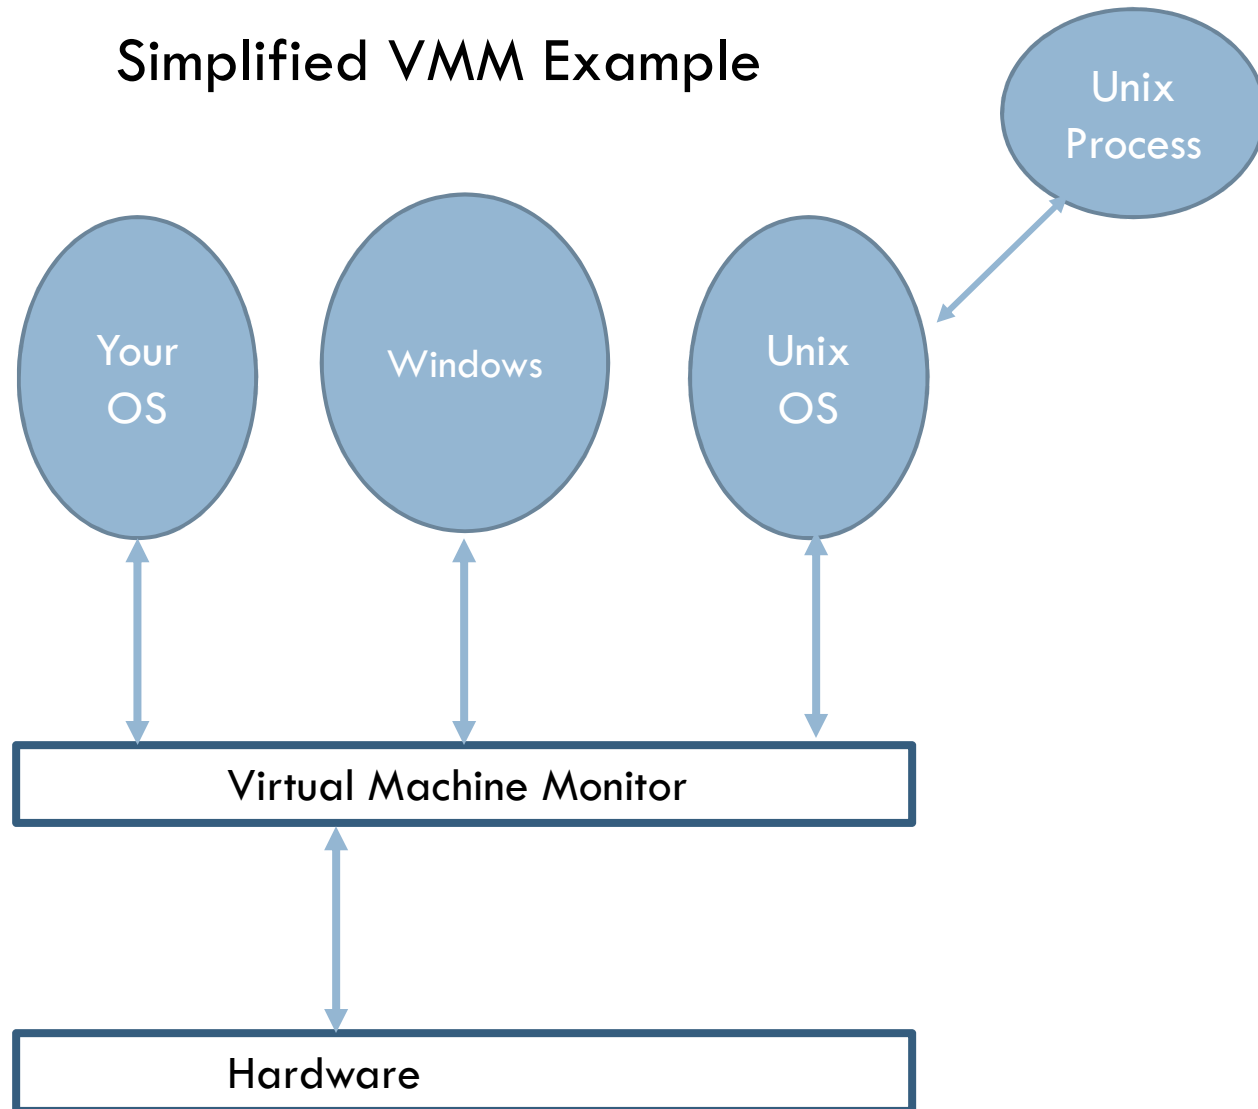 Simplified VMM Example
Unix
Process
Your
OS
Windows
Unix
OS
Virtual Machine Monitor
Hardware